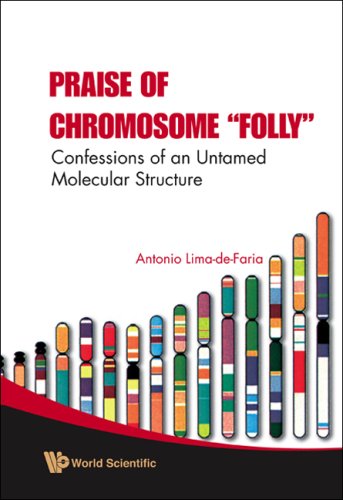 PRAISE OF
CHROMOSOME “FOLLY”
Confessions of an Untamed
Molecular Structure
Antonio Lima-de-Faria
World Scientific